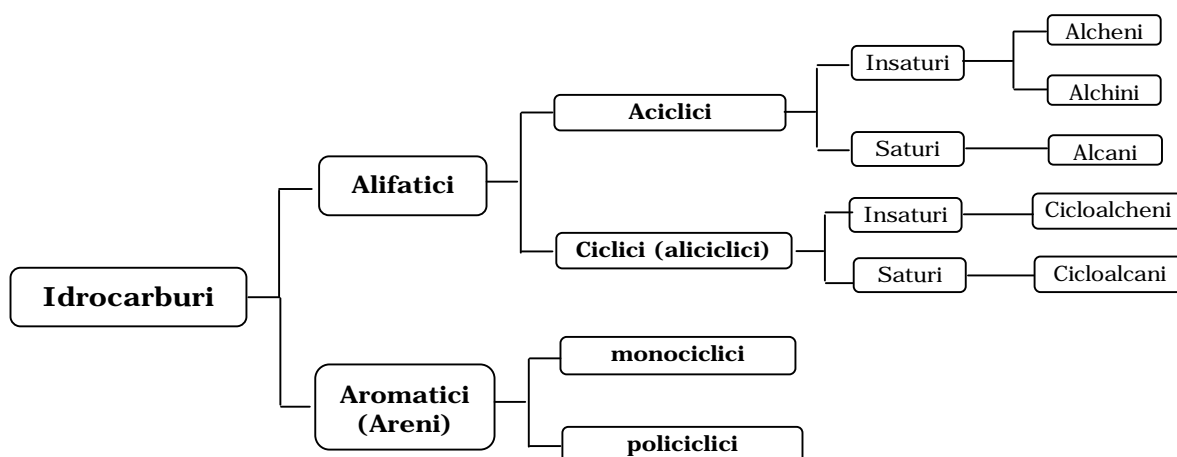 Alcheni
Insaturi
Alchini
Aciclici
Saturi
Alcani
Alifatici
Insaturi
Cicloalcheni
Ciclici (aliciclici)
Saturi
Cicloalcani
Idrocarburi
monociclici
Aromatici
(Areni)
policiclici